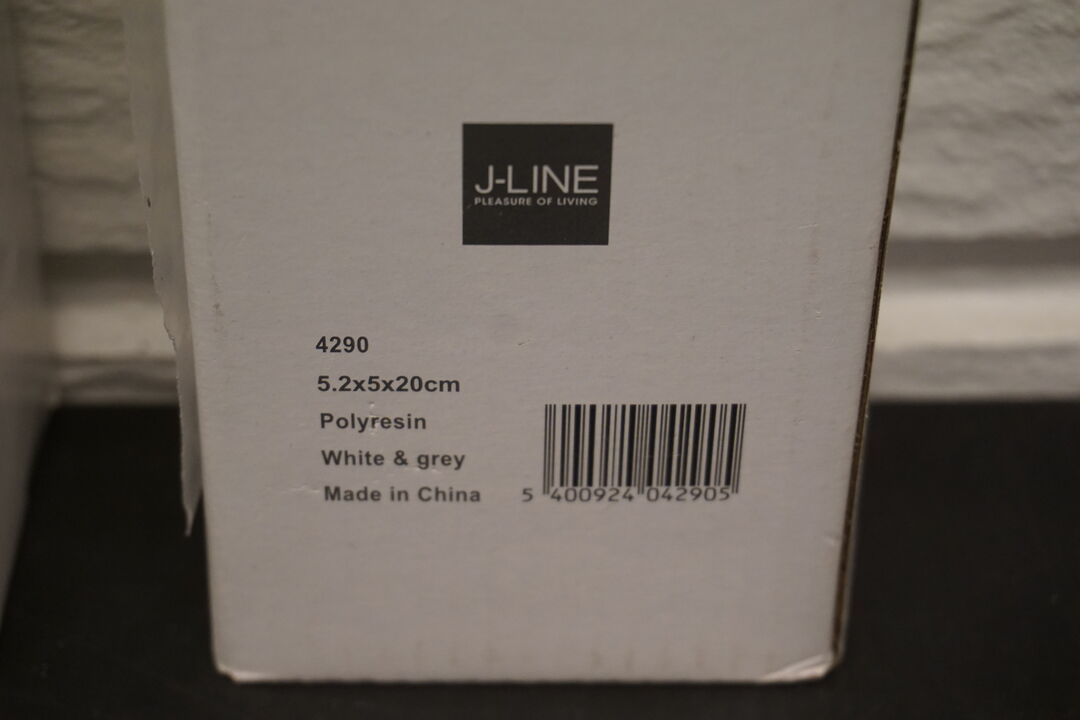 J-LINE
PLEASURE OF LIVING
4290
5.2x5x20cm
Polyresin
White & grey
Made in China
5 400924 042905